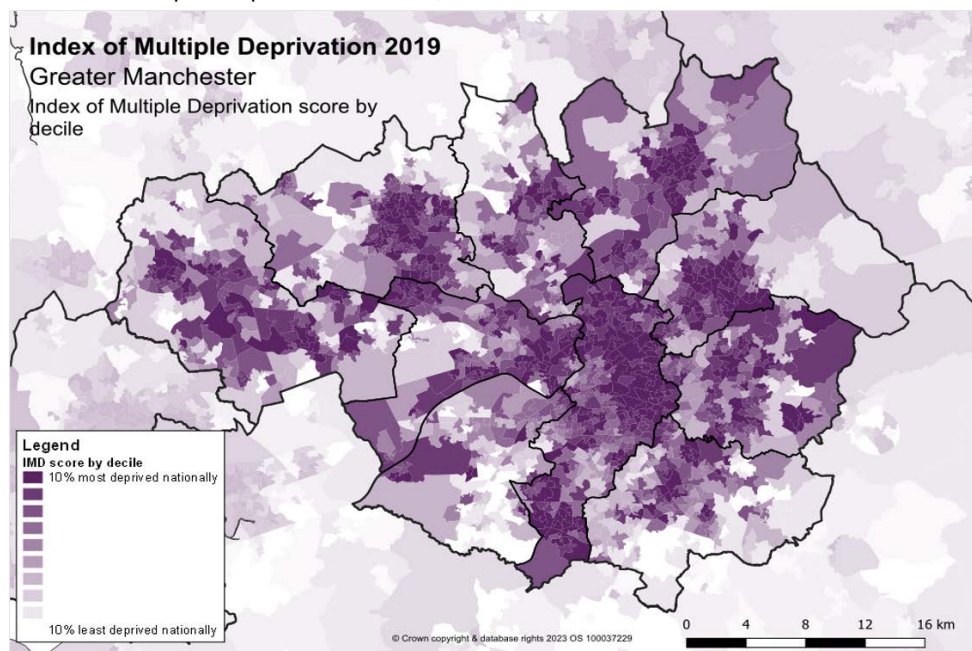 Index of Multiple Deprivation 2019
Greater Manchester
Index of Multiple Deprivation score by
decile
Legend
IMD score by decile
10% most deprived nationally
10% least deprived nationally
© Crown copyright & database rights 2023 OS 100037229
0 4 8 12 16 km